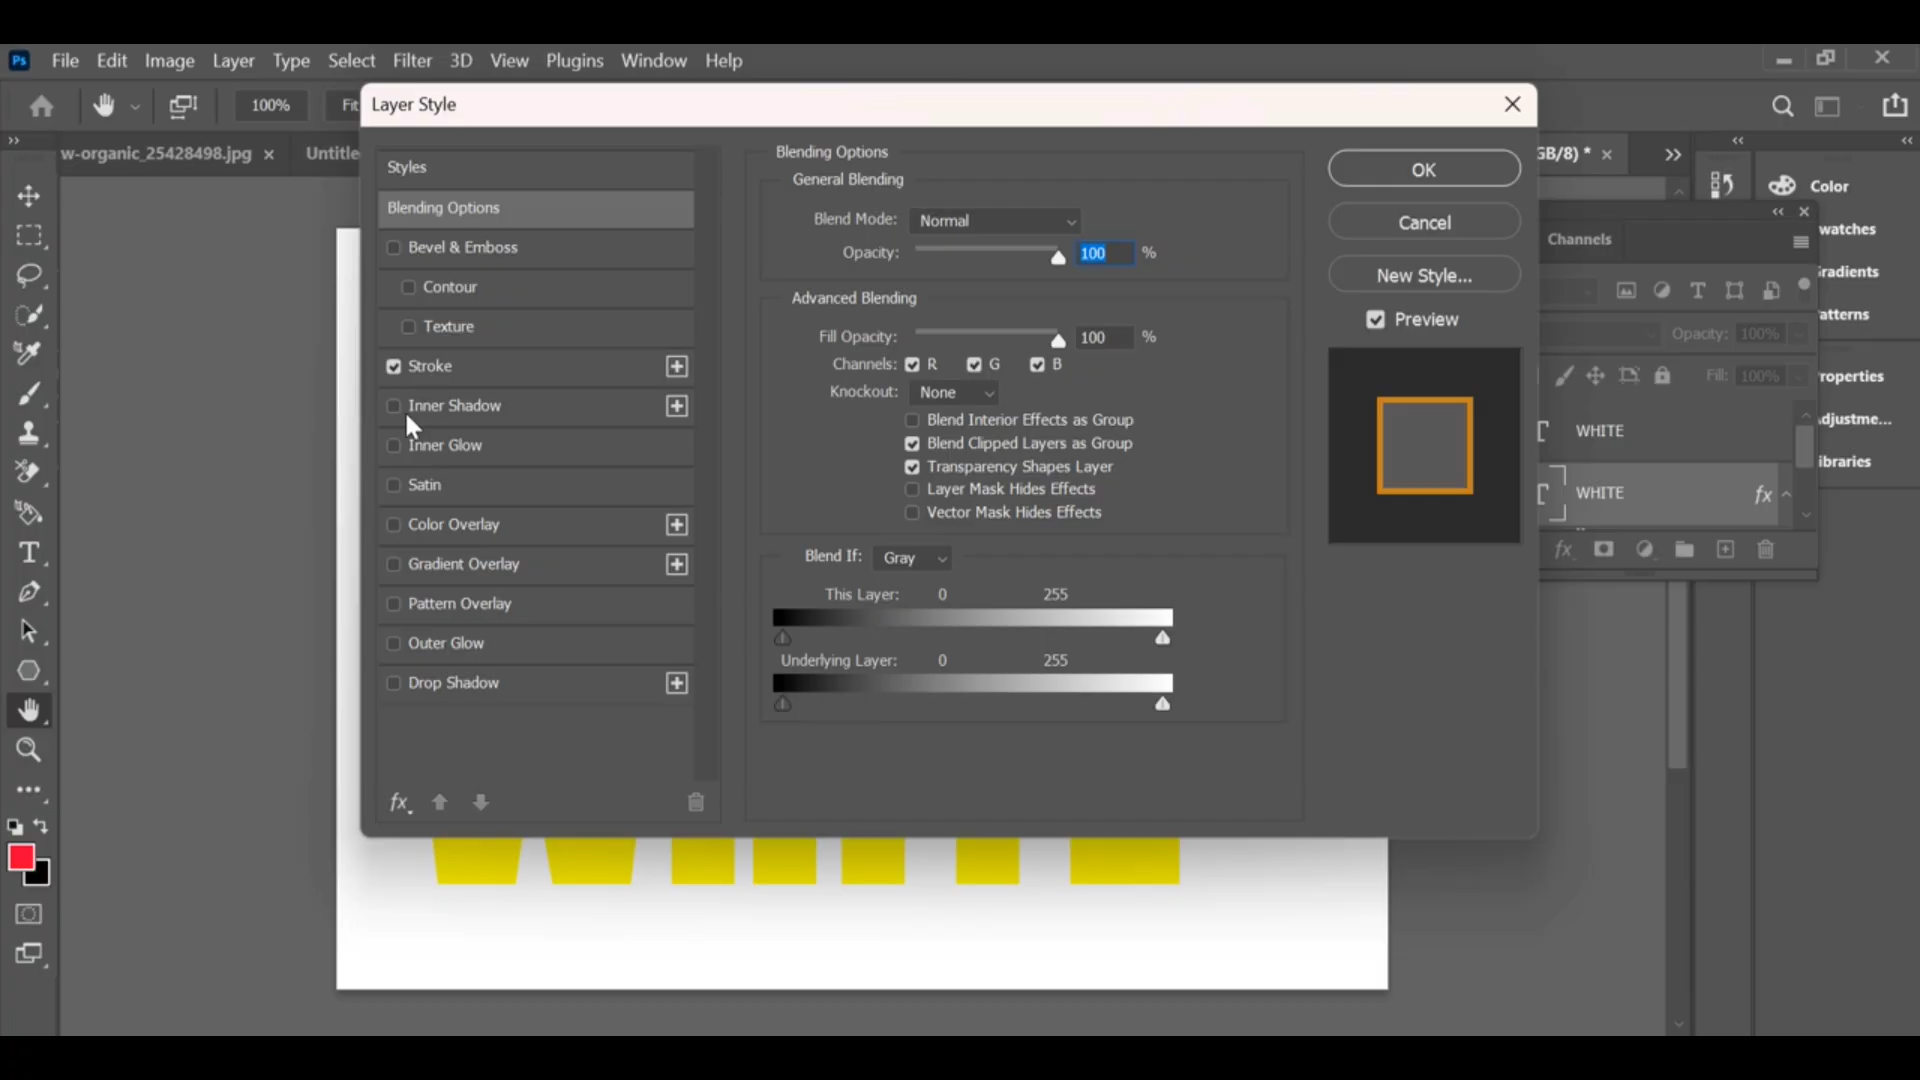 Ps File Edit Image Layer Type Select Filter 3D View Plugins Window Help
100% Fit
Layer Style
w-organic_25428498.jpg × Untitle
GB/8) * ×
Styles
Blending Options
Bevel & Emboss
Contour
Texture
Stroke
Inner Shadow
Inner Glow
Satin
Color Overlay
Gradient Overlay
Pattern Overlay
Outer Glow
Drop Shadow
fx
Blending Options
General Blending
Blend Mode: Normal
Opacity: 100 %
Advanced Blending
Fill Opacity: 100 %
Channels: R G B
Knockout: None
Blend Interior Effects as Group
Blend Clipped Layers as Group
Transparency Shapes Layer
Layer Mask Hides Effects
Vector Mask Hides Effects
Blend If: Gray
This Layer: 0 255
Underlying Layer: 0 255
OK
Cancel
New Style...
Preview
Channels
Opacity: 100%
Fill: 100%
WHITE
WHITE fx
fx
Color
watches
Gradients
atterns
roperties
djustme...
ibraries